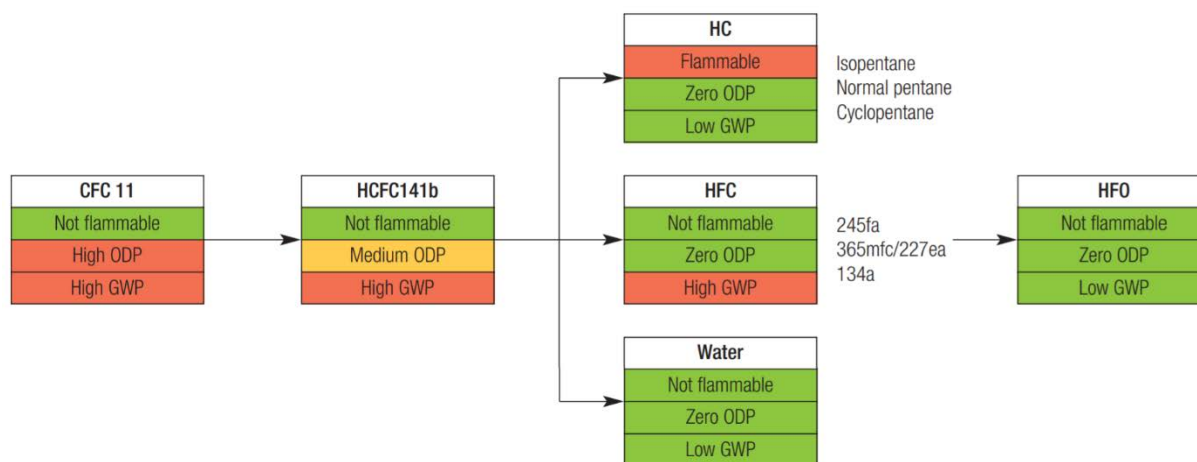 CFC 11
Not flammable
High ODP
High GWP
HCFC141b
Not flammable
Medium ODP
High GWP
HC
Flammable
Zero ODP
Low GWP
Isopentane
Normal pentane
Cyclopentane
HFC
Not flammable
Zero ODP
High GWP
245fa
365mfc/227ea
134a
Water
Not flammable
Zero ODP
Low GWP
HFO
Not flammable
Zero ODP
Low GWP